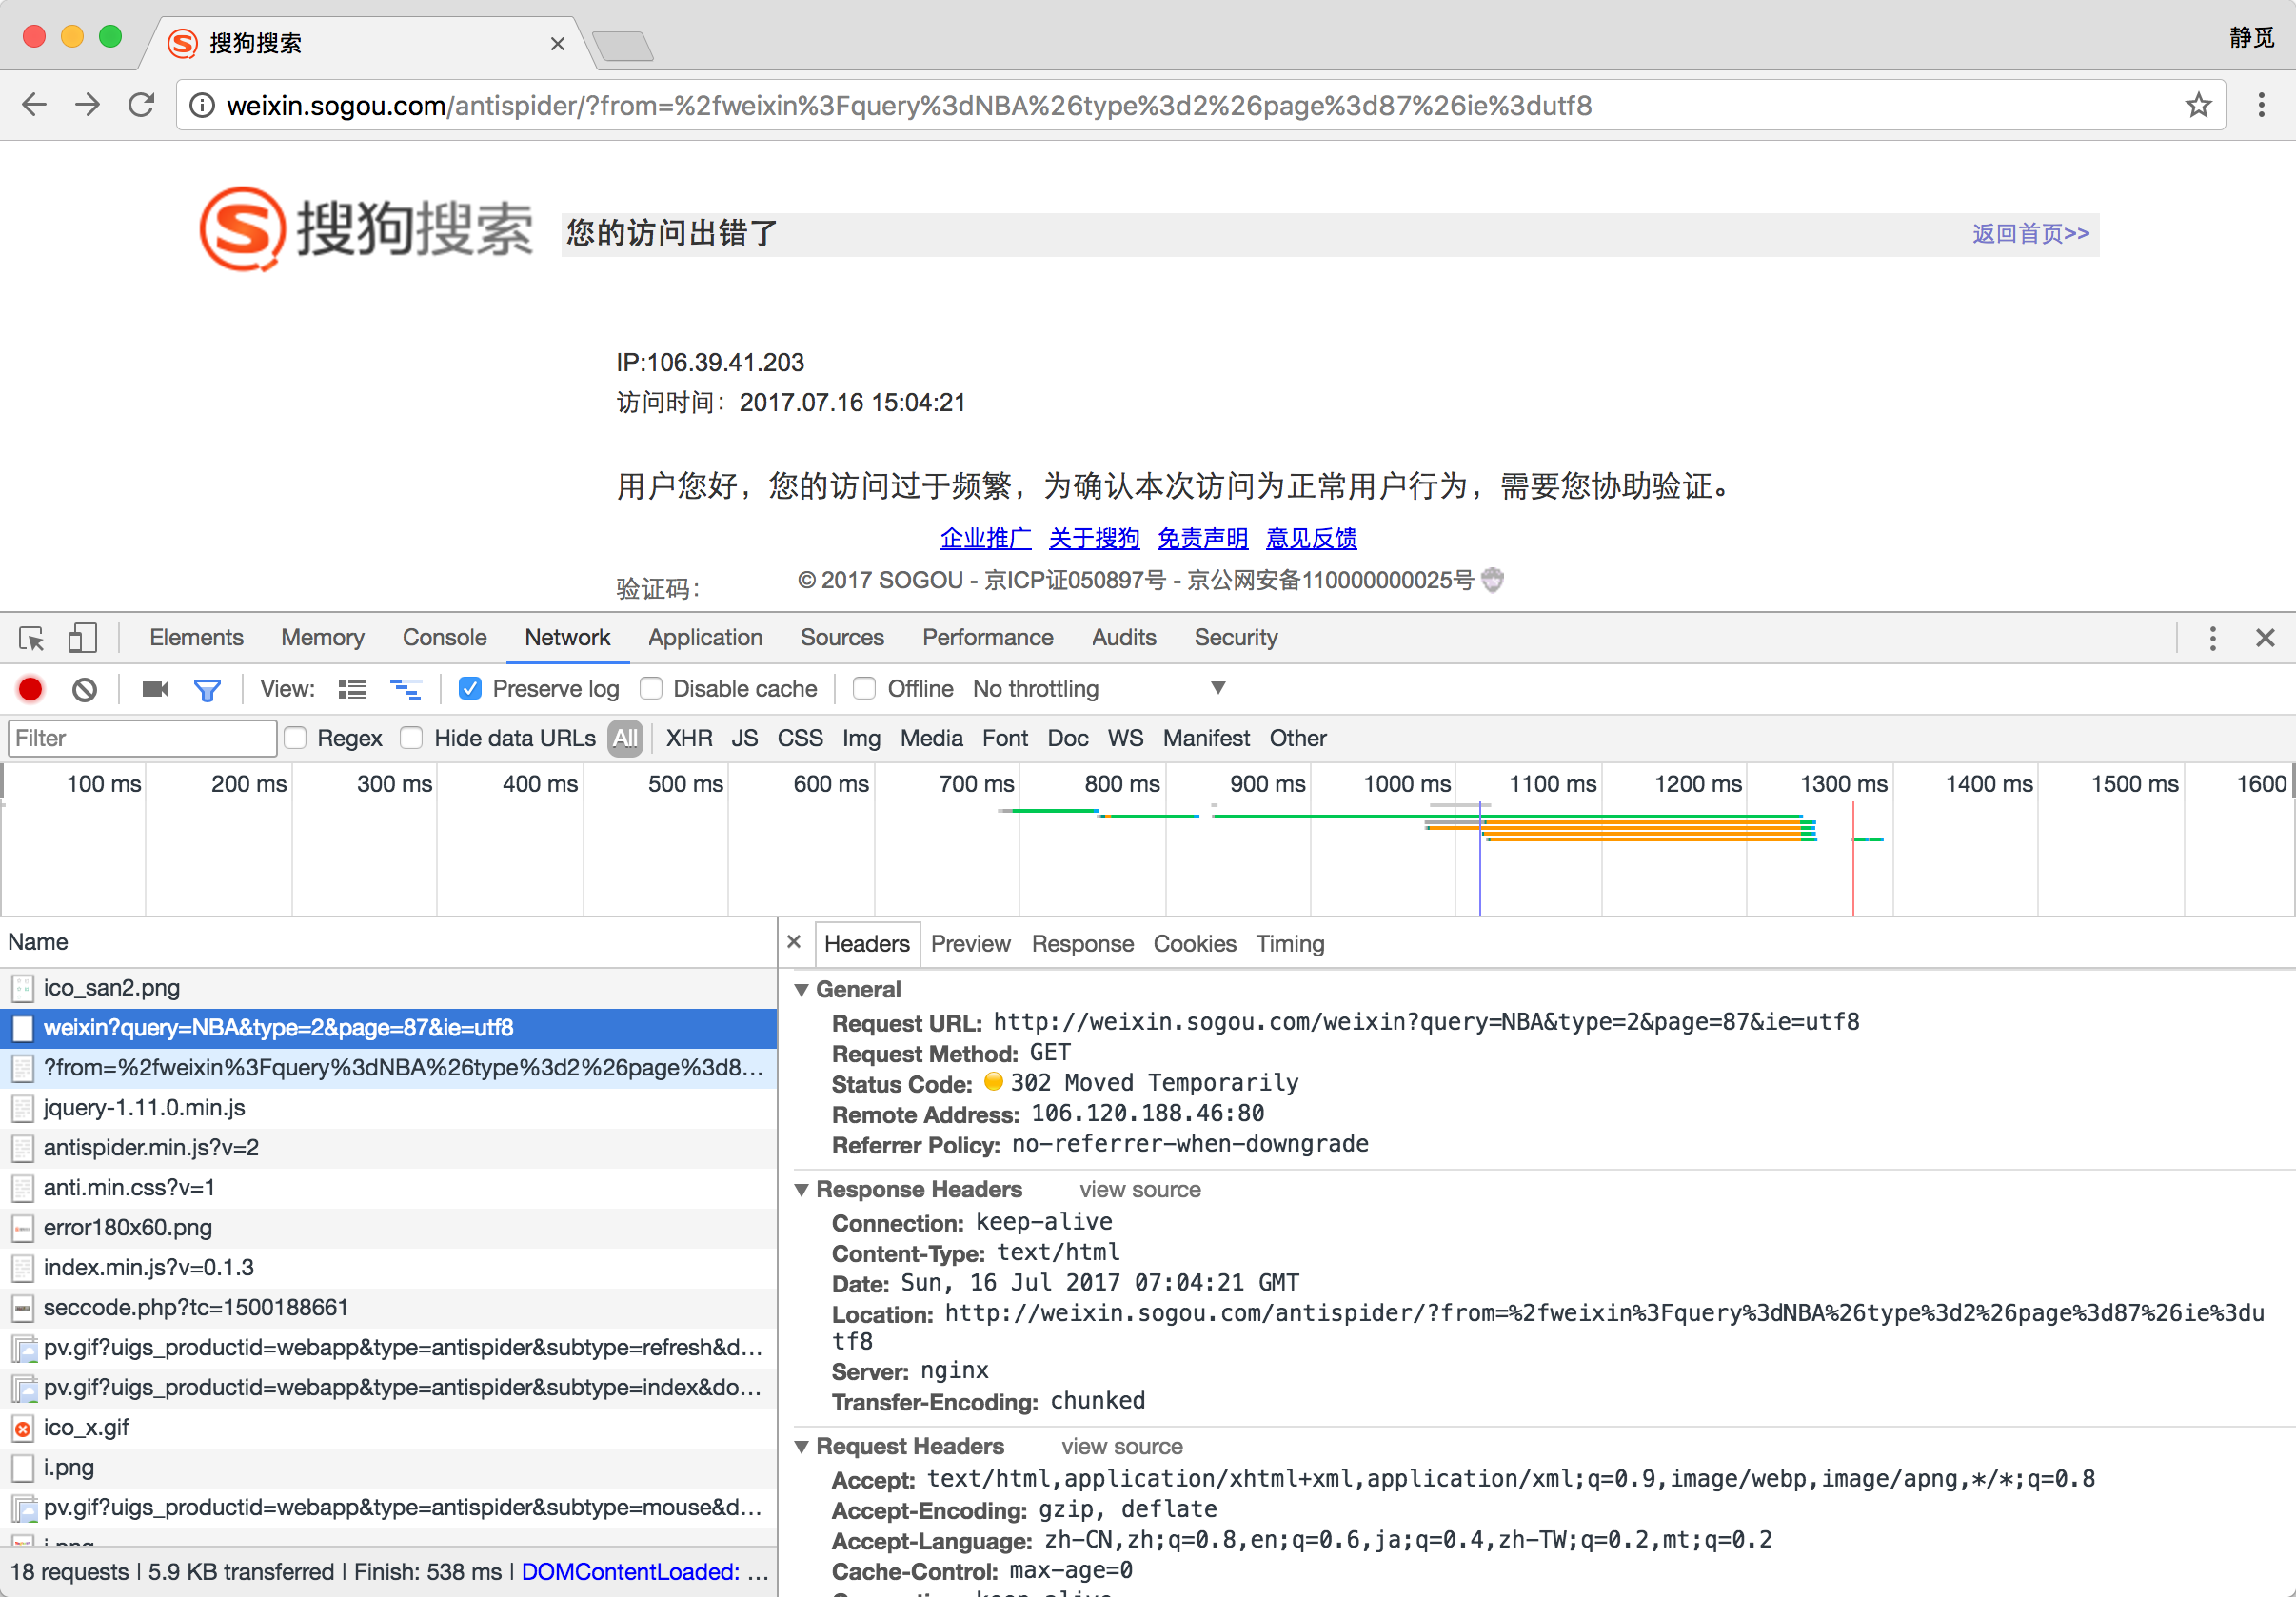 搜狗搜索
静觅
weixin.sogou.com/antispider/?from=%2fweixin%3Fquery%3dNBA%26type%3d2%26page%3d87%26ie%3dutf8
搜狗搜索
您的访问出错了
返回首页>>
IP:106.39.41.203
访问时间：2017.07.16 15:04:21
用户您好，您的访问过于频繁，为确认本次访问为正常用户行为，需要您协助验证。
企业推广 关于搜狗 免责声明 意见反馈
验证码：
© 2017 SOGOU - 京ICP证050897号 - 京公网安备110000000025号
Elements Memory Console Network Application Sources Performance Audits Security
View: Preserve log Disable cache Offline No throttling
Filter Regex Hide data URLs All XHR JS CSS Img Media Font Doc WS Manifest Other
100 ms 200 ms 300 ms 400 ms 500 ms 600 ms 700 ms 800 ms 900 ms 1000 ms 1100 ms 1200 ms 1300 ms 1400 ms 1500 ms 1600
Name
ico_san2.png
weixin?query=NBA&type=2&page=87&ie=utf8
?from=%2fweixin%3Fquery%3dNBA%26type%3d2%26page%3d8…
jquery-1.11.0.min.js
antispider.min.js?v=2
anti.min.css?v=1
error180x60.png
index.min.js?v=0.1.3
seccode.php?tc=1500188661
pv.gif?uigs_productid=webapp&type=antispider&subtype=refresh&d…
pv.gif?uigs_productid=webapp&type=antispider&subtype=index&do…
ico_x.gif
i.png
pv.gif?uigs_productid=webapp&type=antispider&subtype=mouse&d…
i.png
18 requests | 5.9 KB transferred | Finish: 538 ms | DOMContentLoaded: …
Headers Preview Response Cookies Timing
General
Request URL: http://weixin.sogou.com/weixin?query=NBA&type=2&page=87&ie=utf8
Request Method: GET
Status Code: 302 Moved Temporarily
Remote Address: 106.120.188.46:80
Referrer Policy: no-referrer-when-downgrade
Response Headers view source
Connection: keep-alive
Content-Type: text/html
Date: Sun, 16 Jul 2017 07:04:21 GMT
Location: http://weixin.sogou.com/antispider/?from=%2fweixin%3Fquery%3dNBA%26type%3d2%26page%3d87%26ie%3du
tf8
Server: nginx
Transfer-Encoding: chunked
Request Headers view source
Accept: text/html,application/xhtml+xml,application/xml;q=0.9,image/webp,image/apng,*/*;q=0.8
Accept-Encoding: gzip, deflate
Accept-Language: zh-CN,zh;q=0.8,en;q=0.6,ja;q=0.4,zh-TW;q=0.2,mt;q=0.2
Cache-Control: max-age=0
Connection: keep-alive